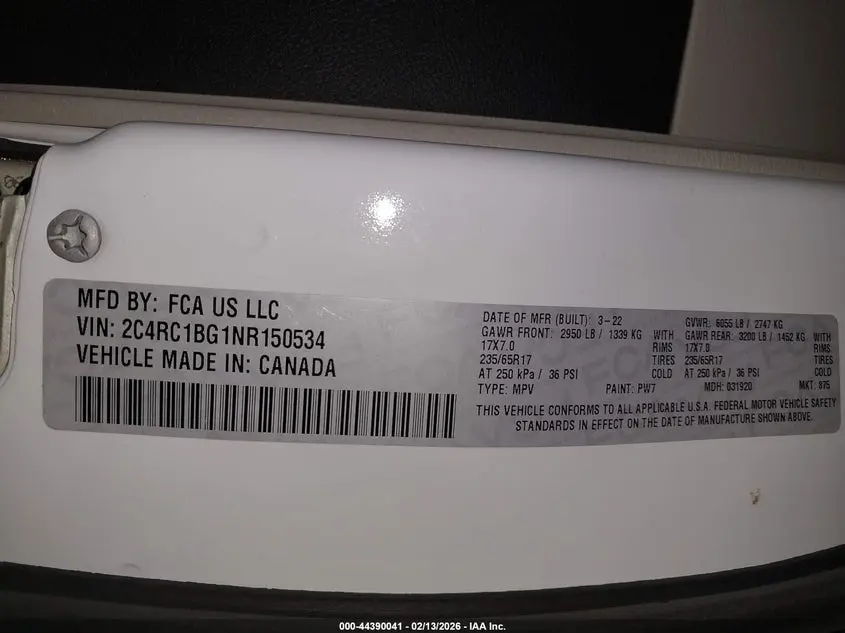 MFD BY: FCA US LLC
VIN: 2C4RC1BG1NR150534
VEHICLE MADE IN: CANADA
DATE OF MFR (BUILT): 3-22 GVWR: 6055 LB / 2747 KG
GAWR FRONT: 2950 LB / 1339 KG WITH GAWR REAR: 3200 LB / 1452 KG WITH
17X7.0 RIMS 17X7.0 RIMS
235/65R17 TIRES 235/65R17 TIRES
AT 250 kPa / 36 PSI COLD AT 250 kPa / 36 PSI COLD
TYPE: MPV PAINT: PW7 MDH: 031920 MKT: 875
THIS VEHICLE CONFORMS TO ALL APPLICABLE U.S.A. FEDERAL MOTOR VEHICLE SAFETY
STANDARDS IN EFFECT ON THE DATE OF MANUFACTURE SHOWN ABOVE.
000-44390041 - 02/13/2026 - IAA Inc.